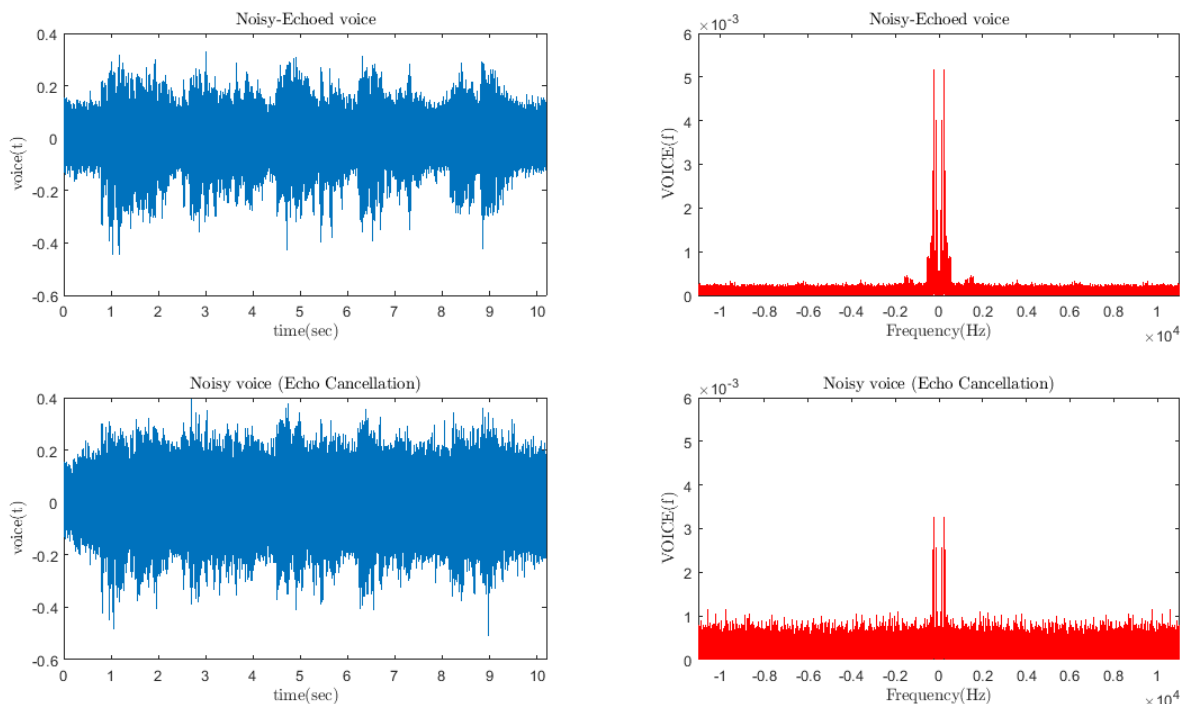 Noisy-Echoed voice
0.4
0.2
0
-0.2
-0.4
-0.6
voice(t)
0 1 2 3 4 5 6 7 8 9 10
time(sec)
Noisy-Echoed voice
×10-3
6
5
4
3
2
1
0
VOICE(f)
-1 -0.8 -0.6 -0.4 -0.2 0 0.2 0.4 0.6 0.8 1
Frequency(Hz)
×104
Noisy voice (Echo Cancellation)
0.4
0.2
0
-0.2
-0.4
-0.6
voice(t)
0 1 2 3 4 5 6 7 8 9 10
time(sec)
Noisy voice (Echo Cancellation)
×10-3
6
5
4
3
2
1
0
VOICE(f)
-1 -0.8 -0.6 -0.4 -0.2 0 0.2 0.4 0.6 0.8 1
Frequency(Hz)
×104